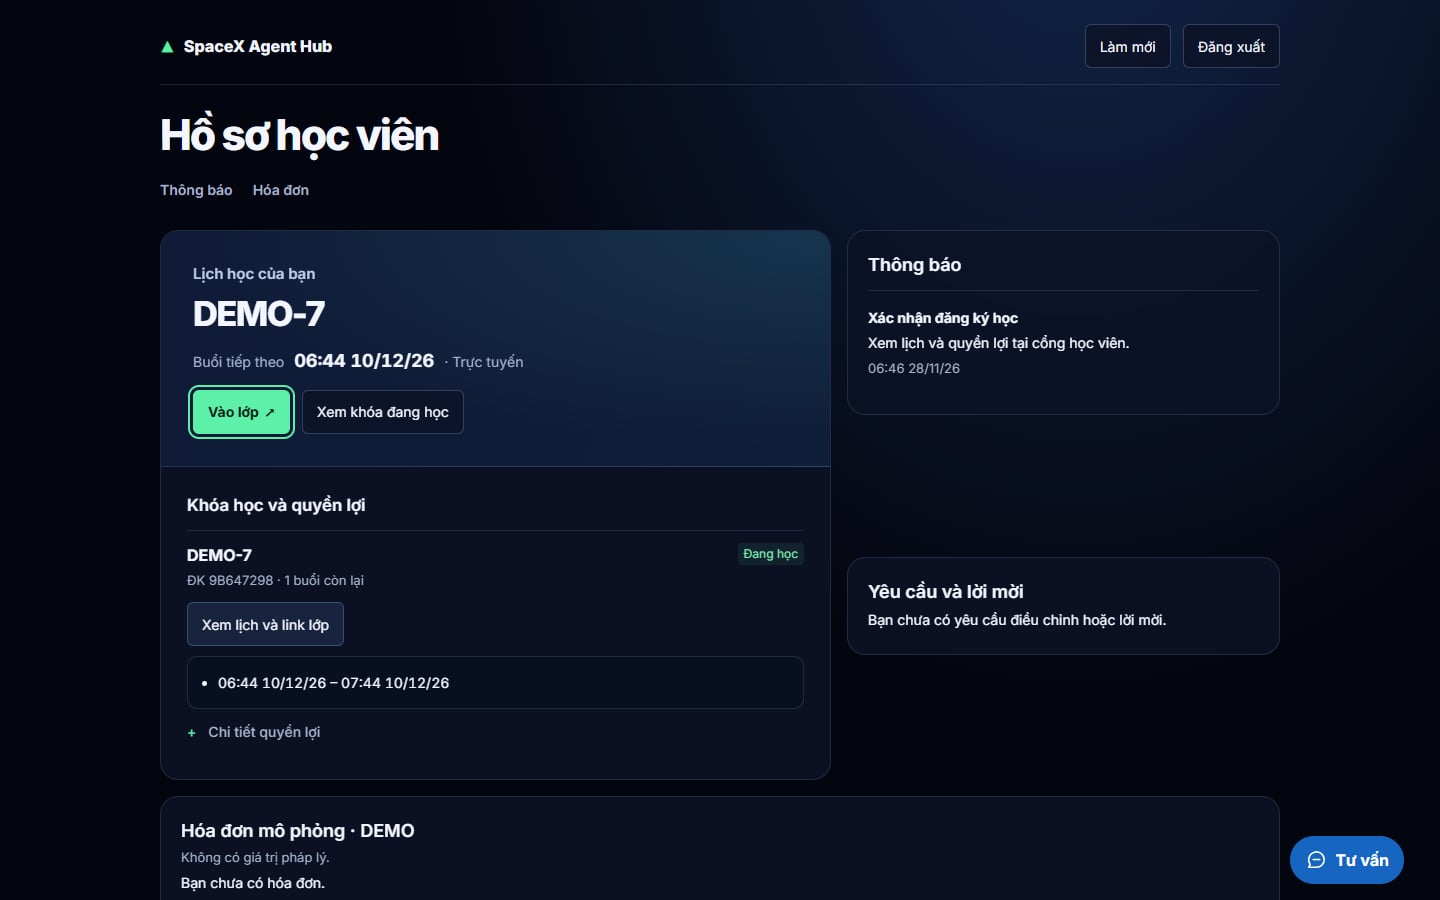 SpaceX Agent Hub
Làm mới
Đăng xuất
Hồ sơ học viên
Thông báo Hóa đơn
Lịch học của bạn
DEMO-7
Buổi tiếp theo 06:44 10/12/26 · Trực tuyến
Vào lớp ↗
Xem khóa đang học
Khóa học và quyền lợi
DEMO-7
Đang học
ĐK 9B647298 · 1 buổi còn lại
Xem lịch và link lớp
• 06:44 10/12/26 – 07:44 10/12/26
+ Chi tiết quyền lợi
Thông báo
Xác nhận đăng ký học
Xem lịch và quyền lợi tại cổng học viên.
06:46 28/11/26
Yêu cầu và lời mời
Bạn chưa có yêu cầu điều chỉnh hoặc lời mời.
Hóa đơn mô phỏng · DEMO
Không có giá trị pháp lý.
Bạn chưa có hóa đơn.
Tư vấn